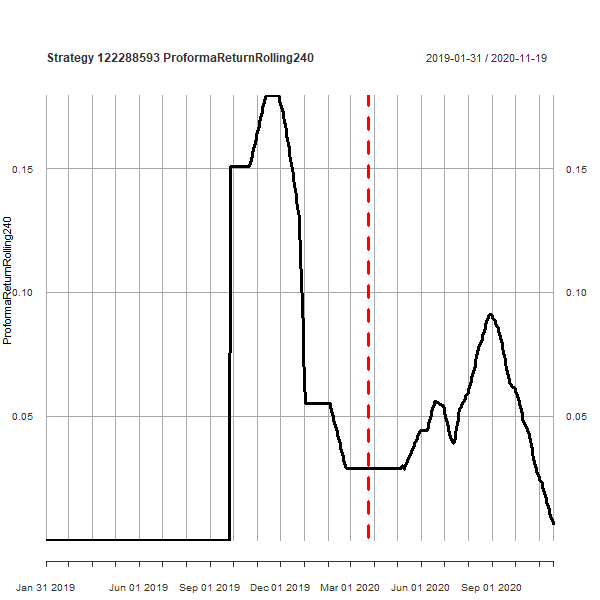 Strategy 122288593 ProformaReturnRolling240
2019-01-31 / 2020-11-19
ProformaReturnRolling240
0.15
0.15
0.10
0.10
0.05
0.05
Jan 31 2019
Jun 01 2019
Sep 01 2019
Dec 01 2019
Mar 01 2020
Jun 01 2020
Sep 01 2020